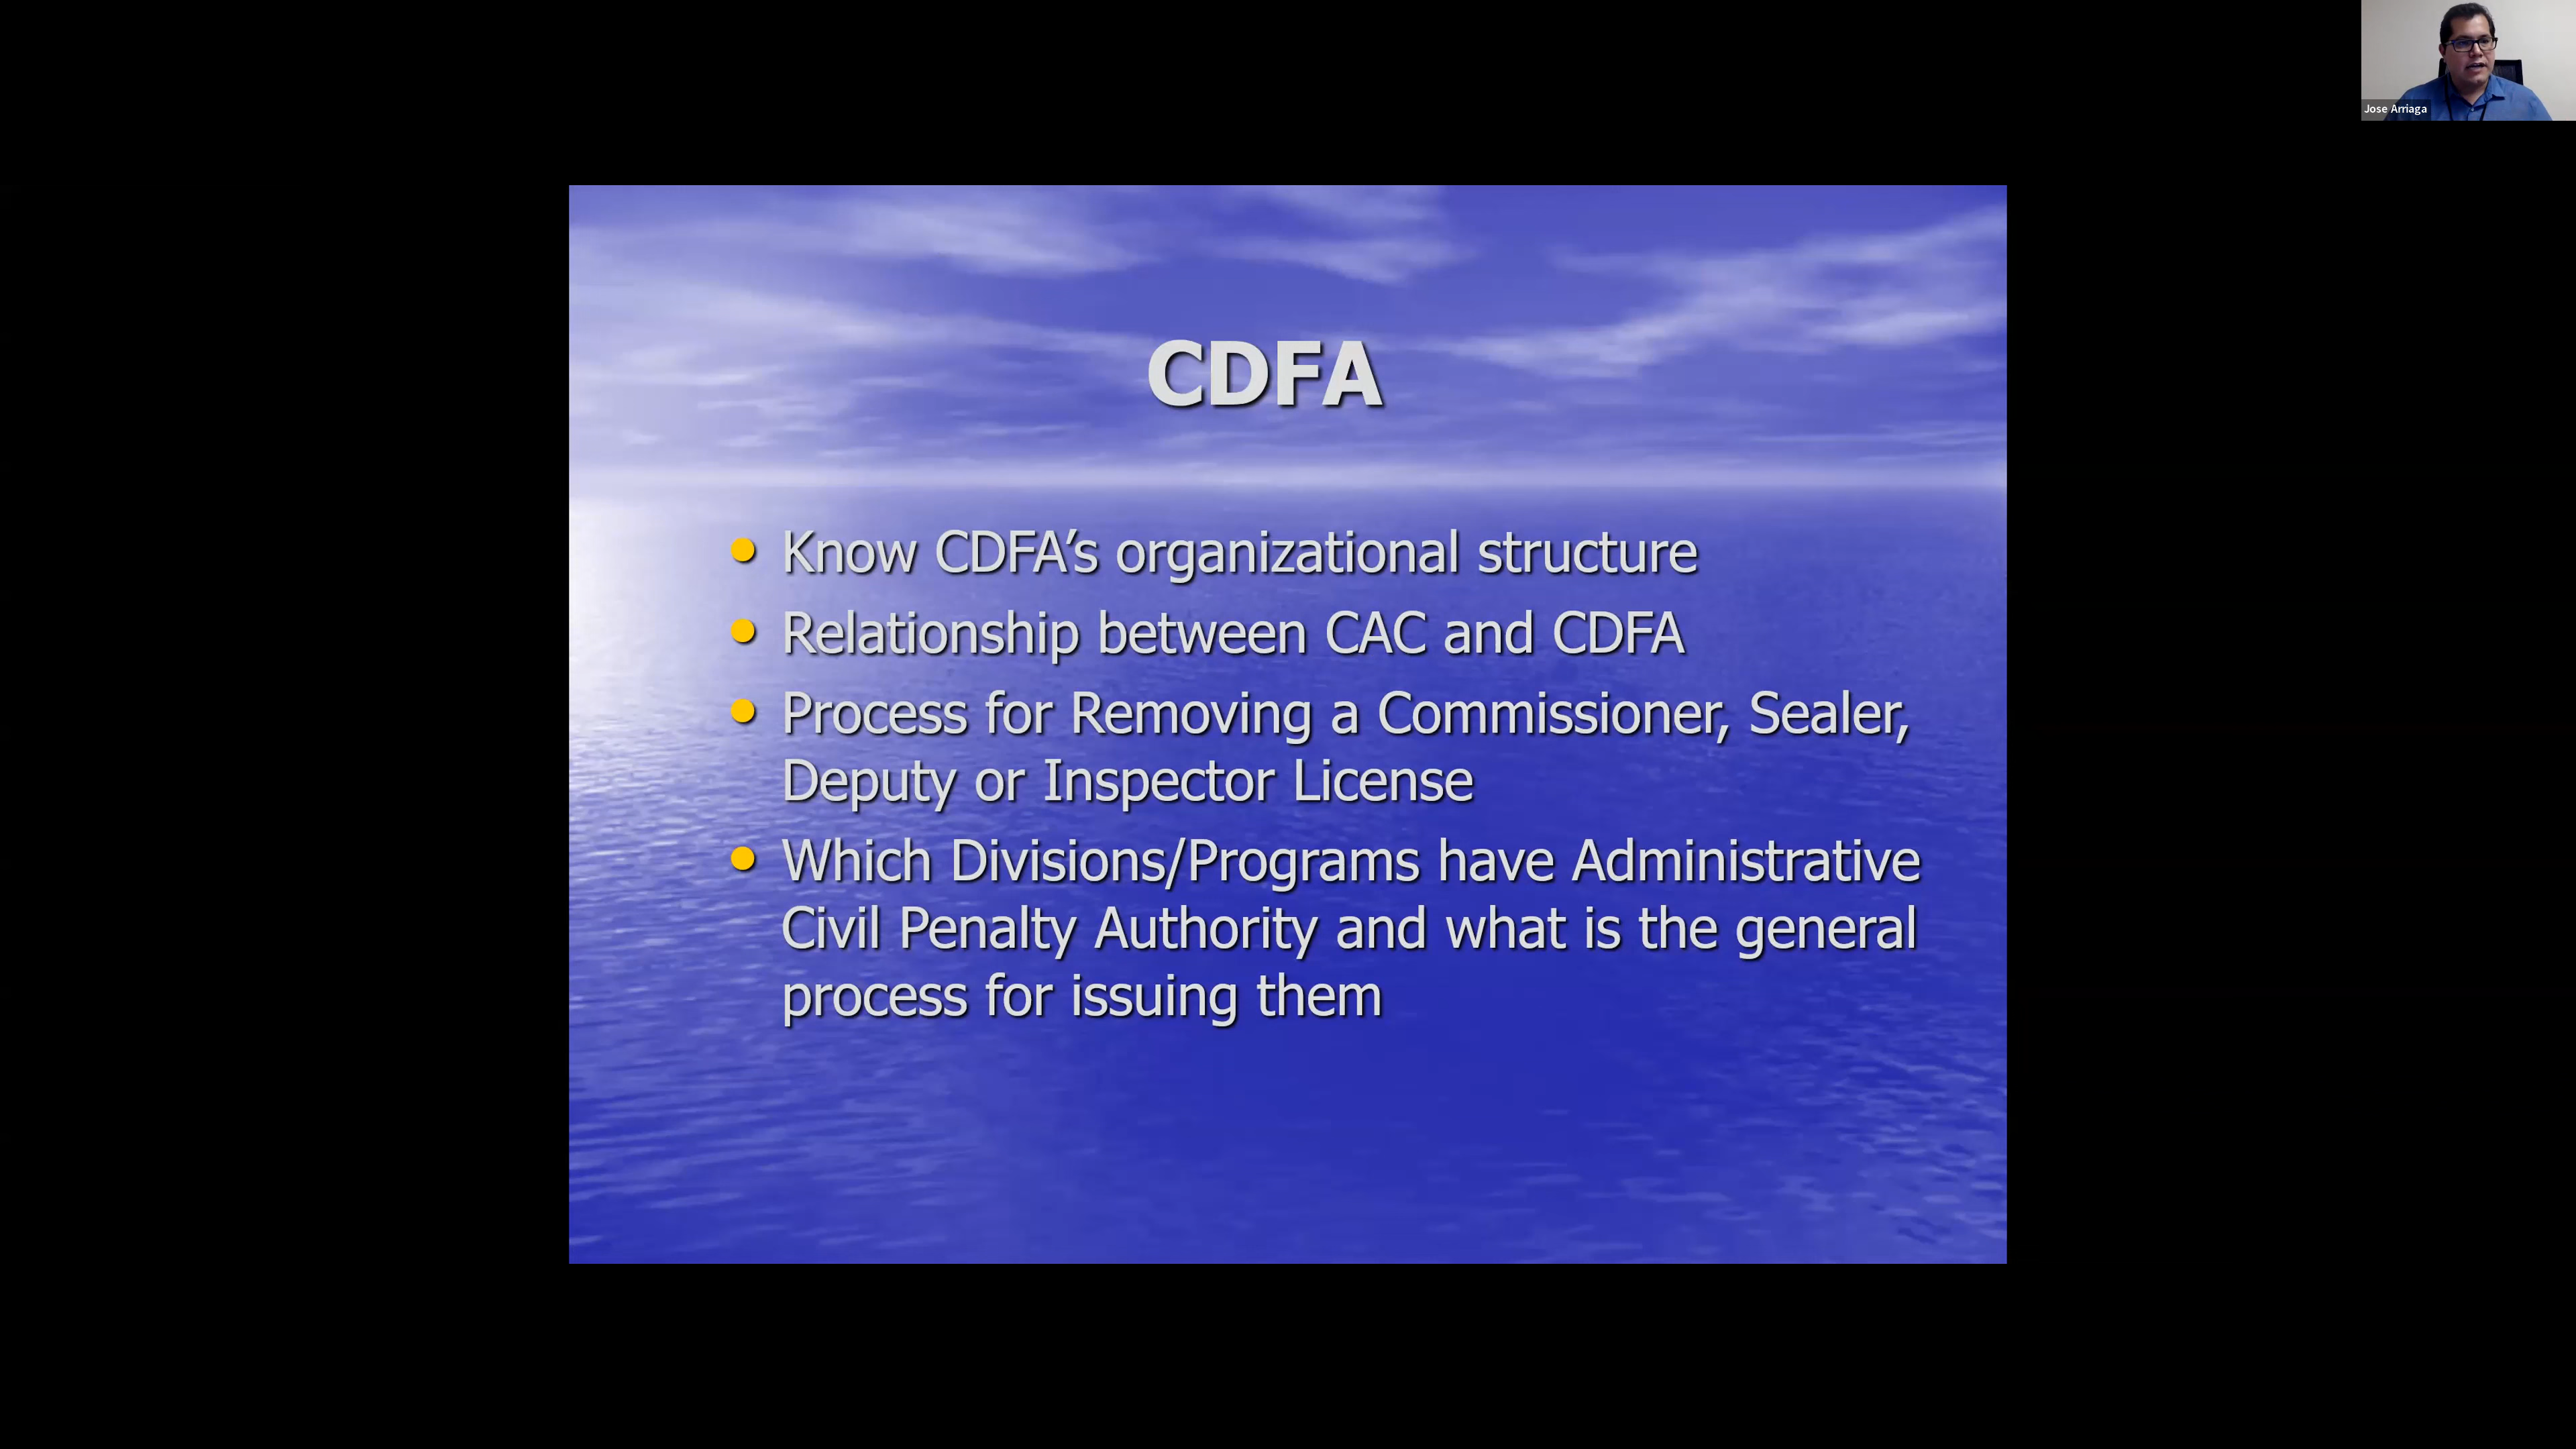 Jose Arriaga
CDFA
• Know CDFA’s organizational structure
• Relationship between CAC and CDFA
• Process for Removing a Commissioner, Sealer,
Deputy or Inspector License
• Which Divisions/Programs have Administrative
Civil Penalty Authority and what is the general
process for issuing them